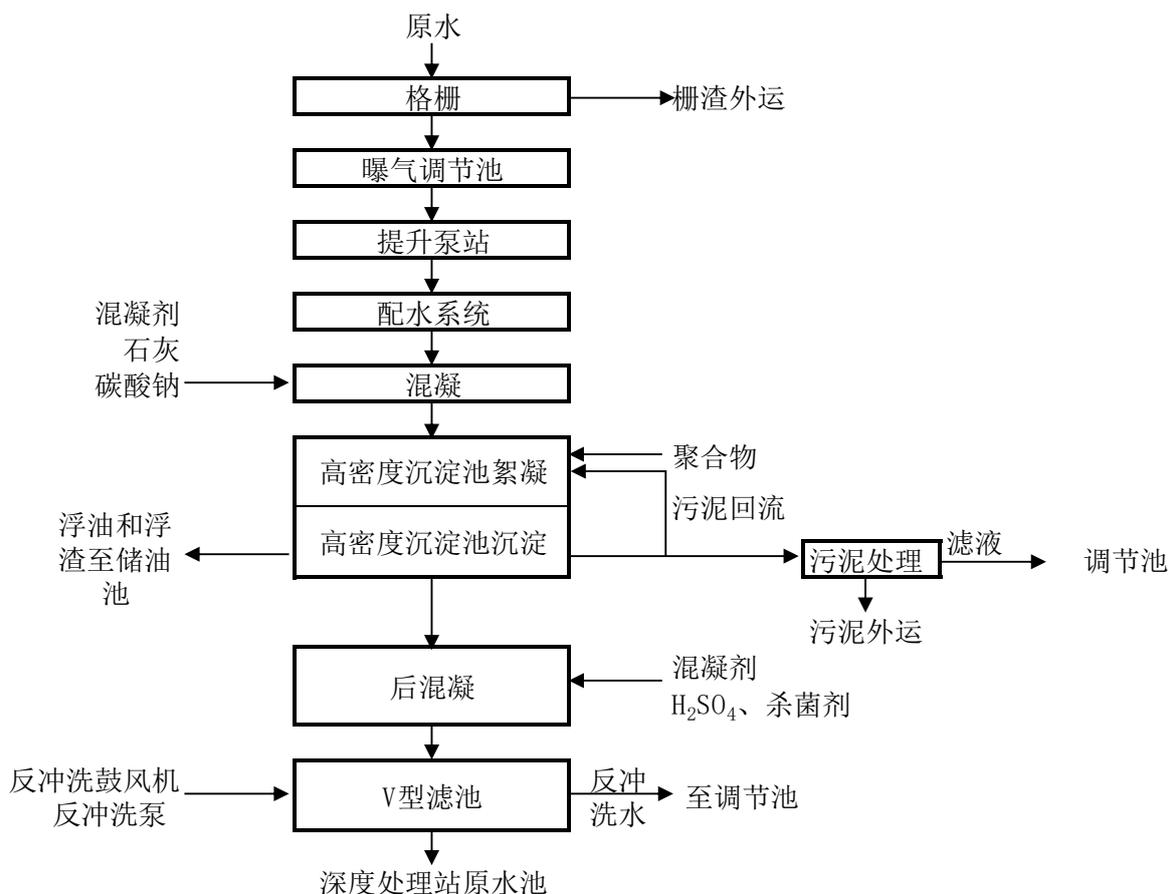 原水
格栅
栅渣外运
曝气调节池
提升泵站
配水系统
混凝剂
石灰
碳酸钠
混凝
高密度沉淀池絮凝
聚合物
污泥回流
高密度沉淀池沉淀
浮油和浮
渣至储油
池
污泥处理
滤液
调节池
污泥外运
后混凝
混凝剂
H₂SO₄、杀菌剂
反冲洗鼓风机
反冲洗泵
V型滤池
反冲
洗水
至调节池
深度处理站原水池